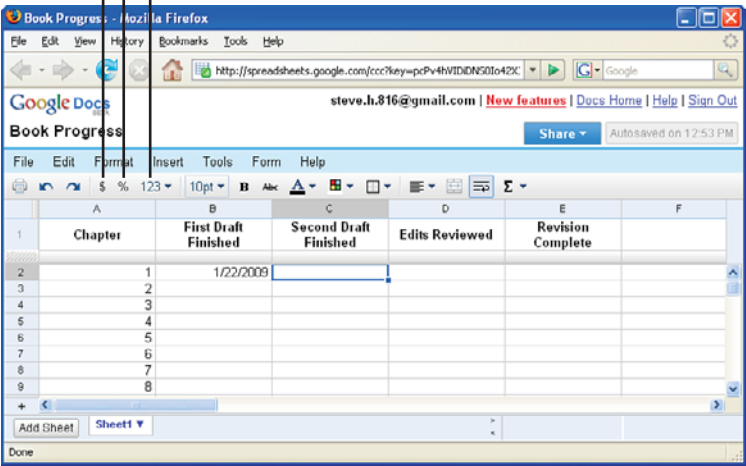 Book Progress - Mozilla Firefox
File Edit View History Bookmarks Tools Help
http://spreadsheets.google.com/ccc?key=pcPv4hVIDiDNS0Io42XC Google
Google Docs steve.h.816@gmail.com | New features | Docs Home | Help | Sign Out
BETA
Book Progress Share Autosaved on 12:53 PM
File Edit Format Insert Tools Form Help
$ % 123 10pt B Abc A Σ
A B C D E F
1 Chapter First Draft Finished Second Draft Finished Edits Reviewed Revision Complete
2 1 1/22/2009
3 2
4 3
5 4
6 5
7 6
8 7
9 8
+
Add Sheet Sheet1
Done